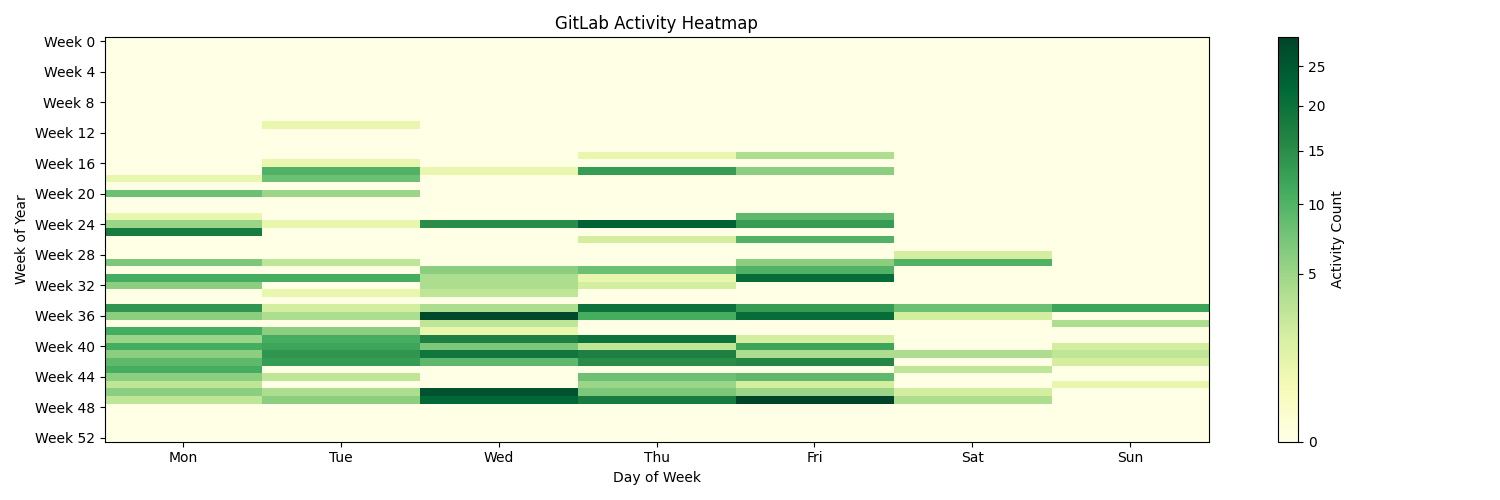 GitLab Activity Heatmap
Week 0
Week 4
Week 8
Week 12
Week 16
Week 20
Week 24
Week 28
Week 32
Week 36
Week 40
Week 44
Week 48
Week 52
Week of Year
Mon Tue Wed Thu Fri Sat Sun
Day of Week
25
20
15
10
5
0
Activity Count